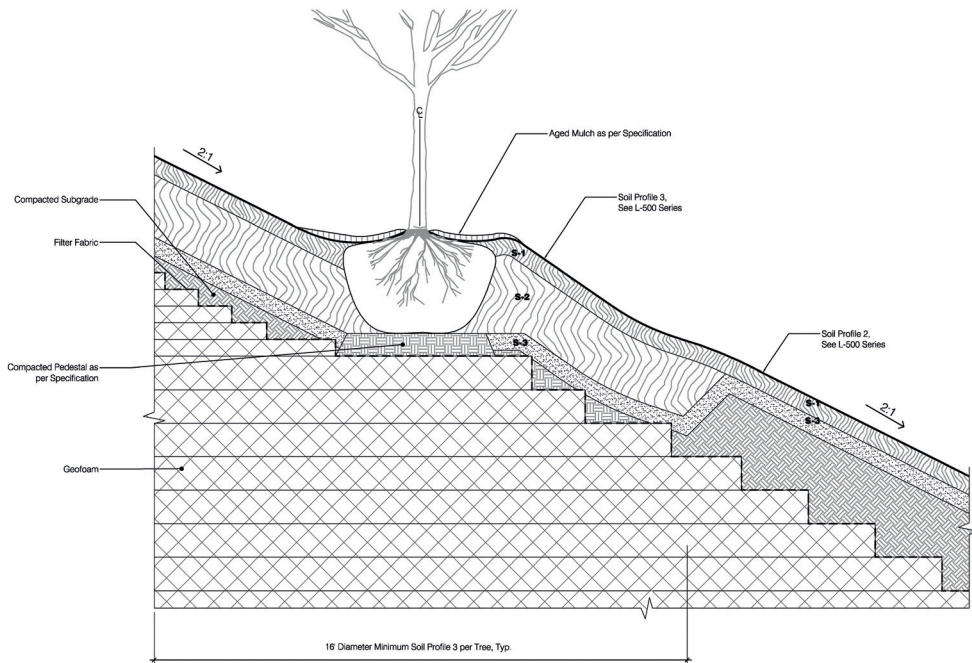 ℄
Aged Mulch as per Specification
2:1
Soil Profile 3,
See L-500 Series
Compacted Subgrade
Filter Fabric
S-1
S-2
Soil Profile 2,
See L-500 Series
S-3
Compacted Pedestal as
per Specification
S-1
2:1
S-3
Geofoam
16' Diameter Minimum Soil Profile 3 per Tree, Typ.